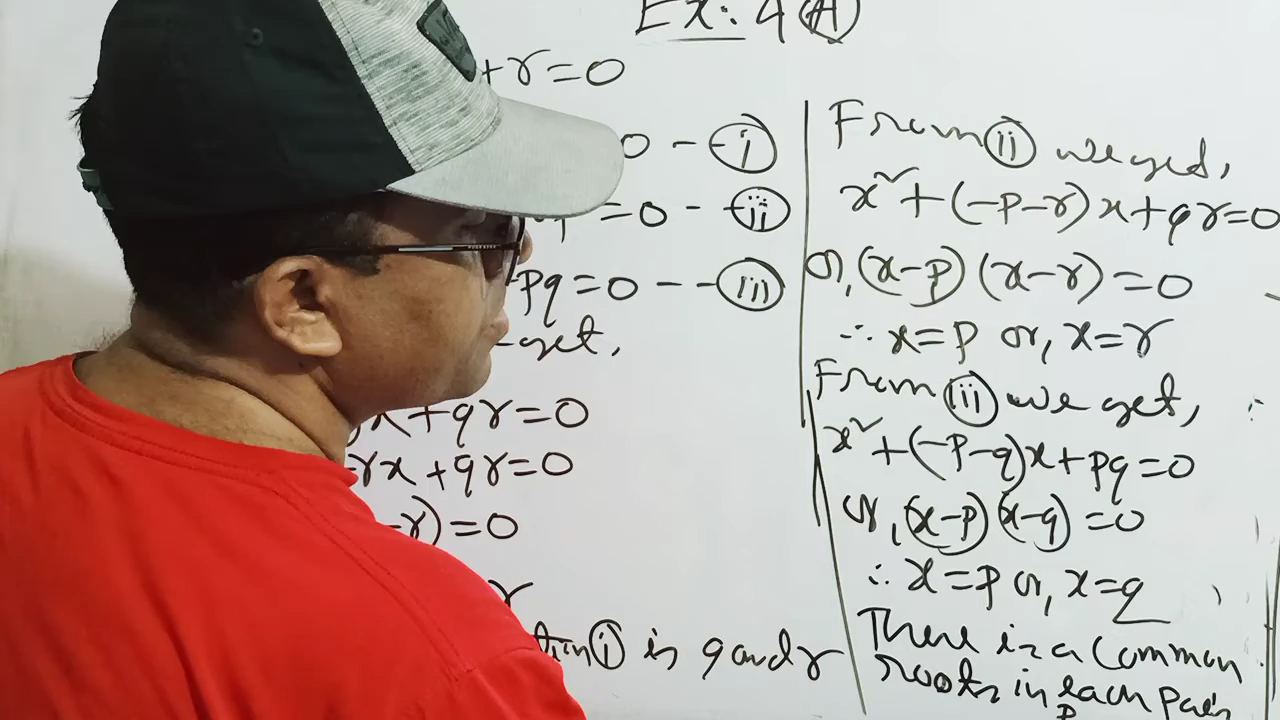 Ex: 4 (A)
+r=0
0 - (i)
=0 - (ii)
-pq=0 -- (iii)
get,
x+qr=0
-rx+qr=0
-r)=0
r
tion (i) is q and r
From (ii) we get,
x²+(-p-r)x+qr=0
or, (x-p)(x-r)=0
∴ x=p or, x=r
From (iii) we get,
x²+(-p-q)x+pq=0
or, (x-p)(x-q)=0
∴ x=p or, x=q
There is a common
roots in each pair